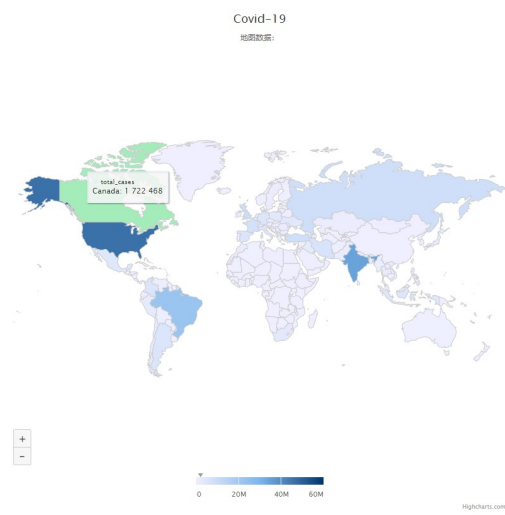 Covid-19
地图数据:
total_cases
Canada: 1 722 468
+
-
0 20M 40M 60M
Highcharts.com